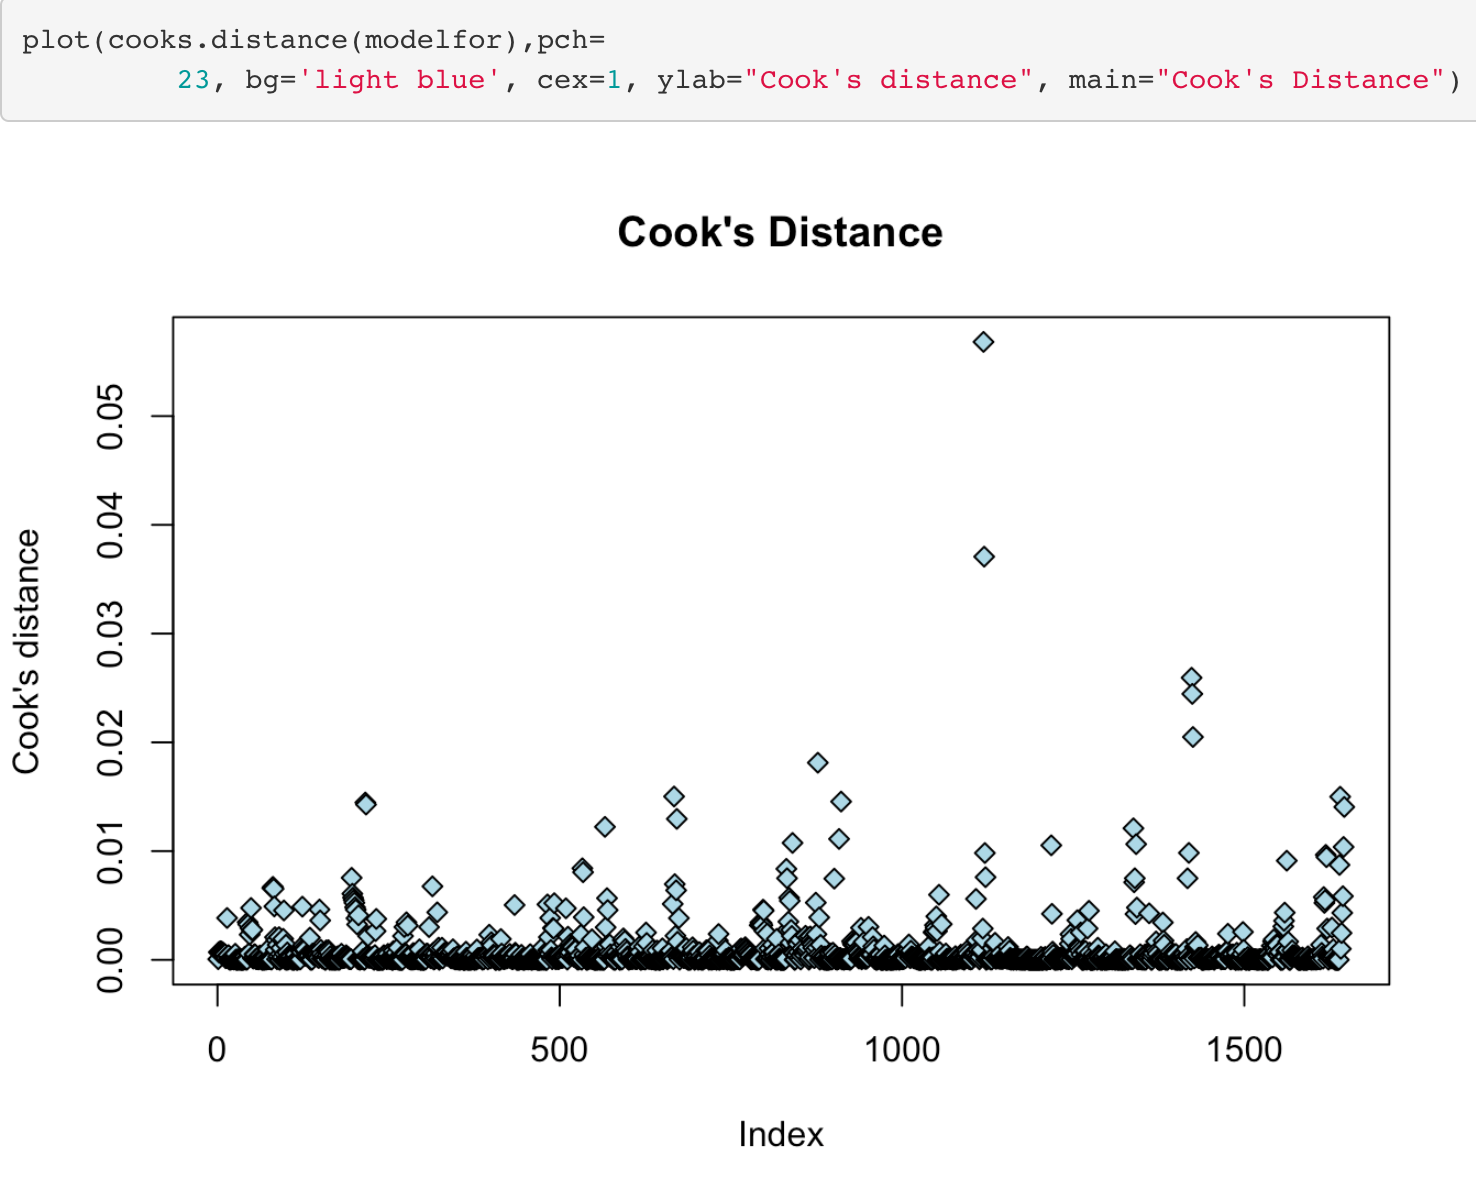 plot(cooks.distance(modelfor),pch=
23, bg='light blue', cex=1, ylab="Cook's distance", main="Cook's Distance")
Cook's Distance
Cook's distance
0.05
0.04
0.03
0.02
0.01
0.00
0 500 1000 1500
Index